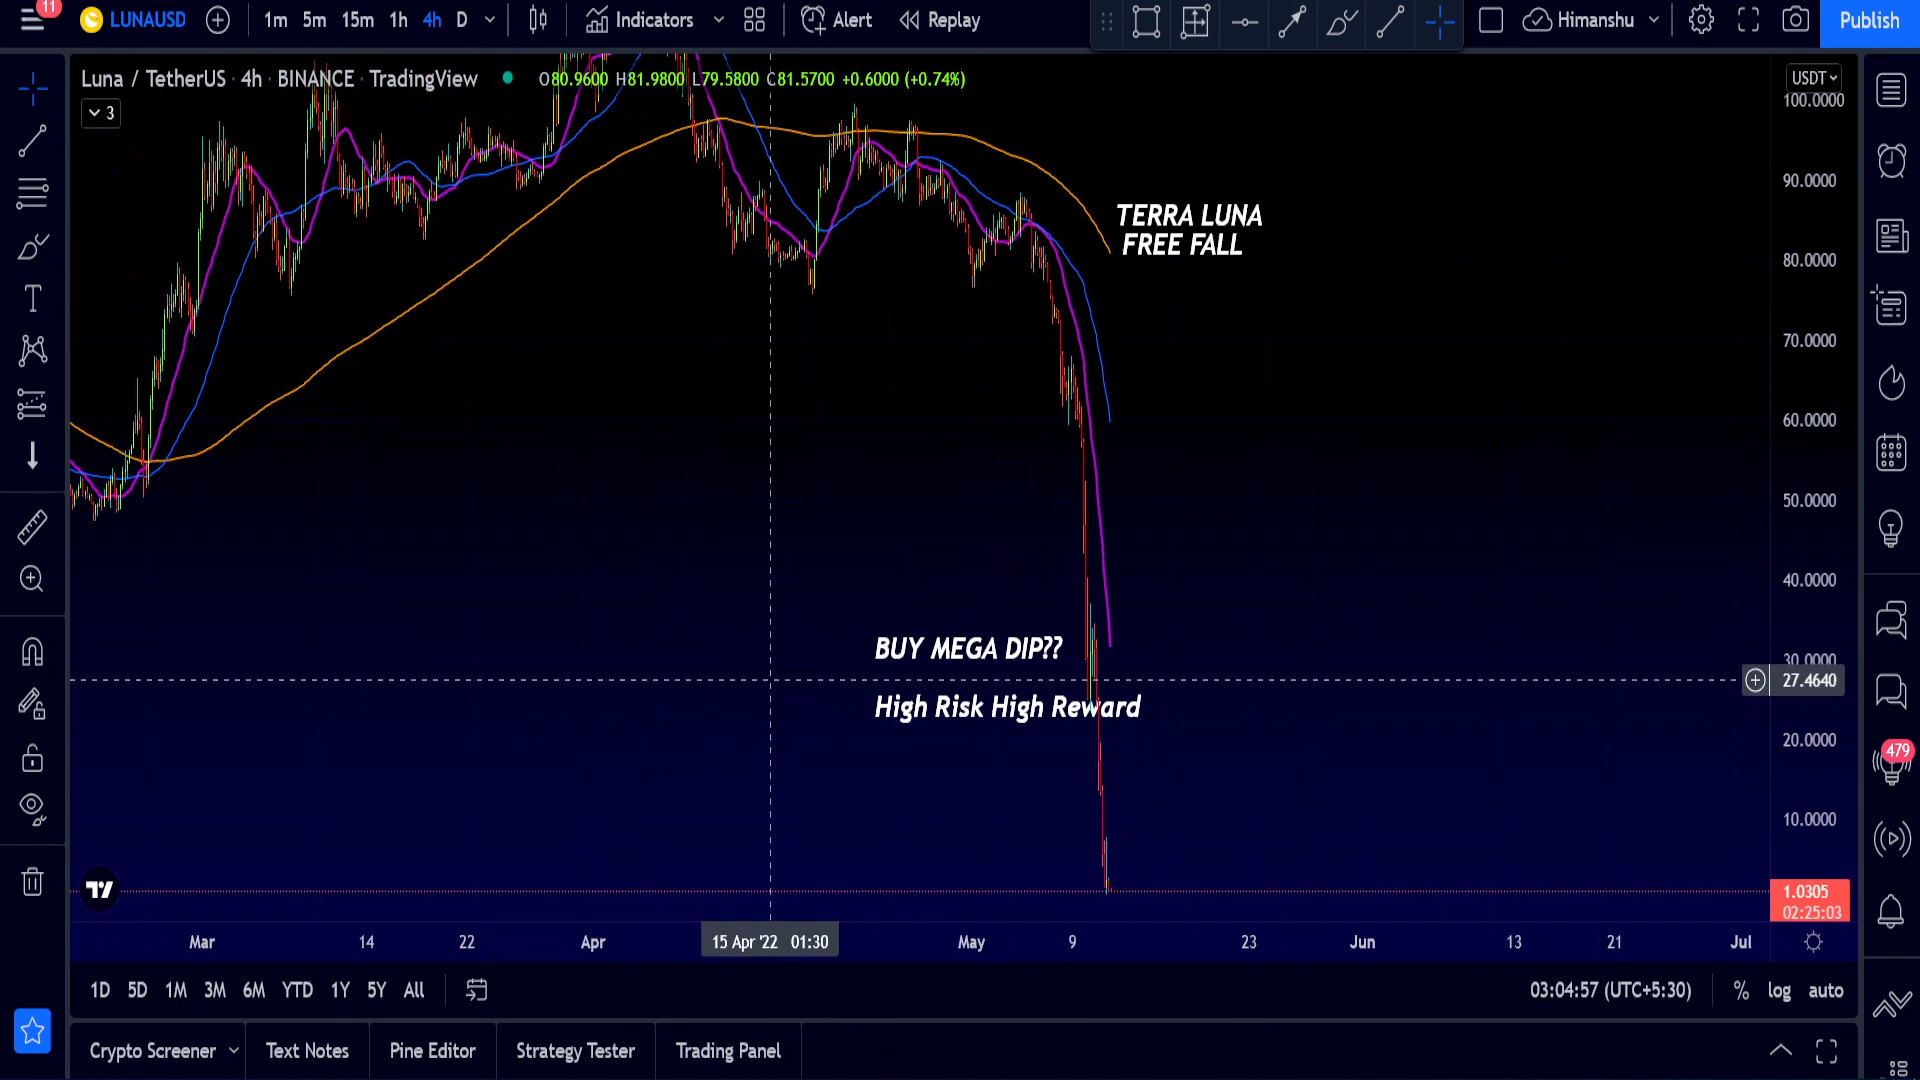 11
LUNAUSD 1m 5m 15m 1h 4h D Indicators Alert Replay Himanshu Publish
Luna / TetherUS · 4h · BINANCE · TradingView O80.9600 H81.9800 L79.5800 C81.5700 +0.6000 (+0.74%)
3
USDT
100.0000
90.0000
TERRA LUNA
FREE FALL
80.0000
70.0000
60.0000
50.0000
40.0000
BUY MEGA DIP??
30.0000
27.4640
High Risk High Reward
20.0000
479
10.0000
1.0305
02:25:03
Mar 14 22 Apr 15 Apr '22 01:30 May 9 23 Jun 13 21 Jul
1D 5D 1M 3M 6M YTD 1Y 5Y All 03:04:57 (UTC+5:30) % log auto
Crypto Screener Text Notes Pine Editor Strategy Tester Trading Panel